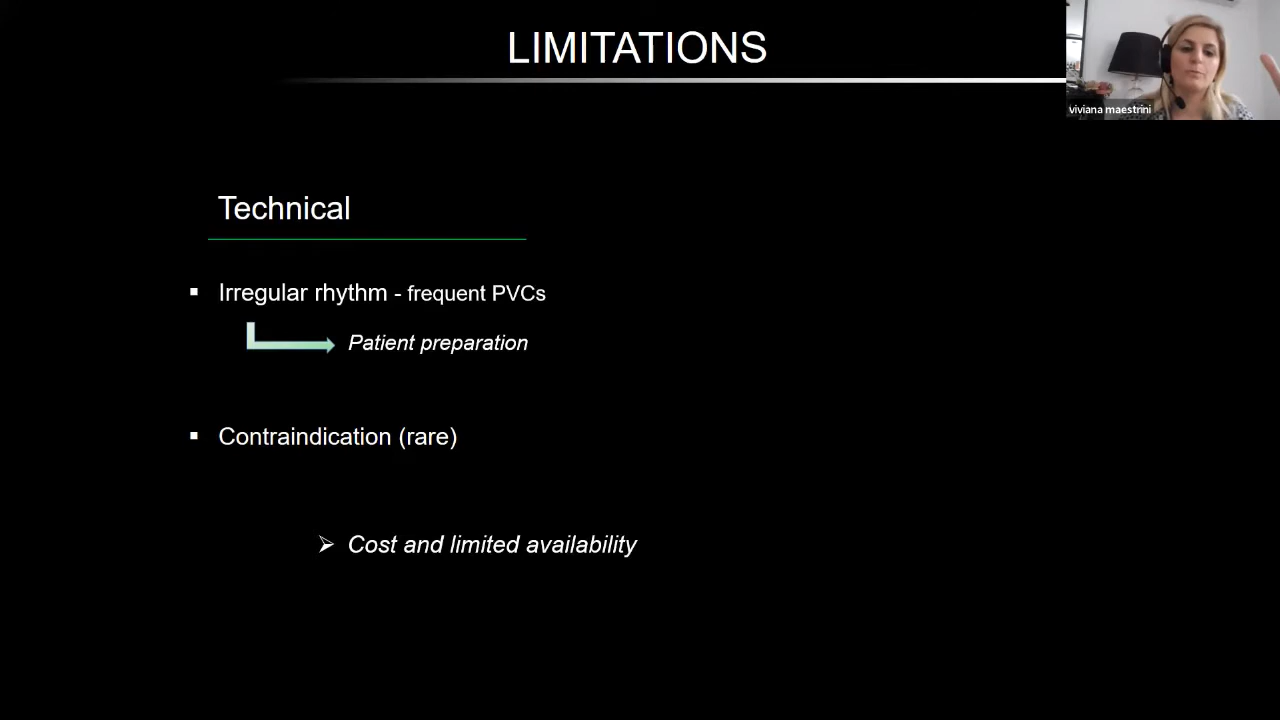 LIMITATIONS
viviana maestrini
Technical
Irregular rhythm - frequent PVCs
Patient preparation
Contraindication (rare)
Cost and limited availability